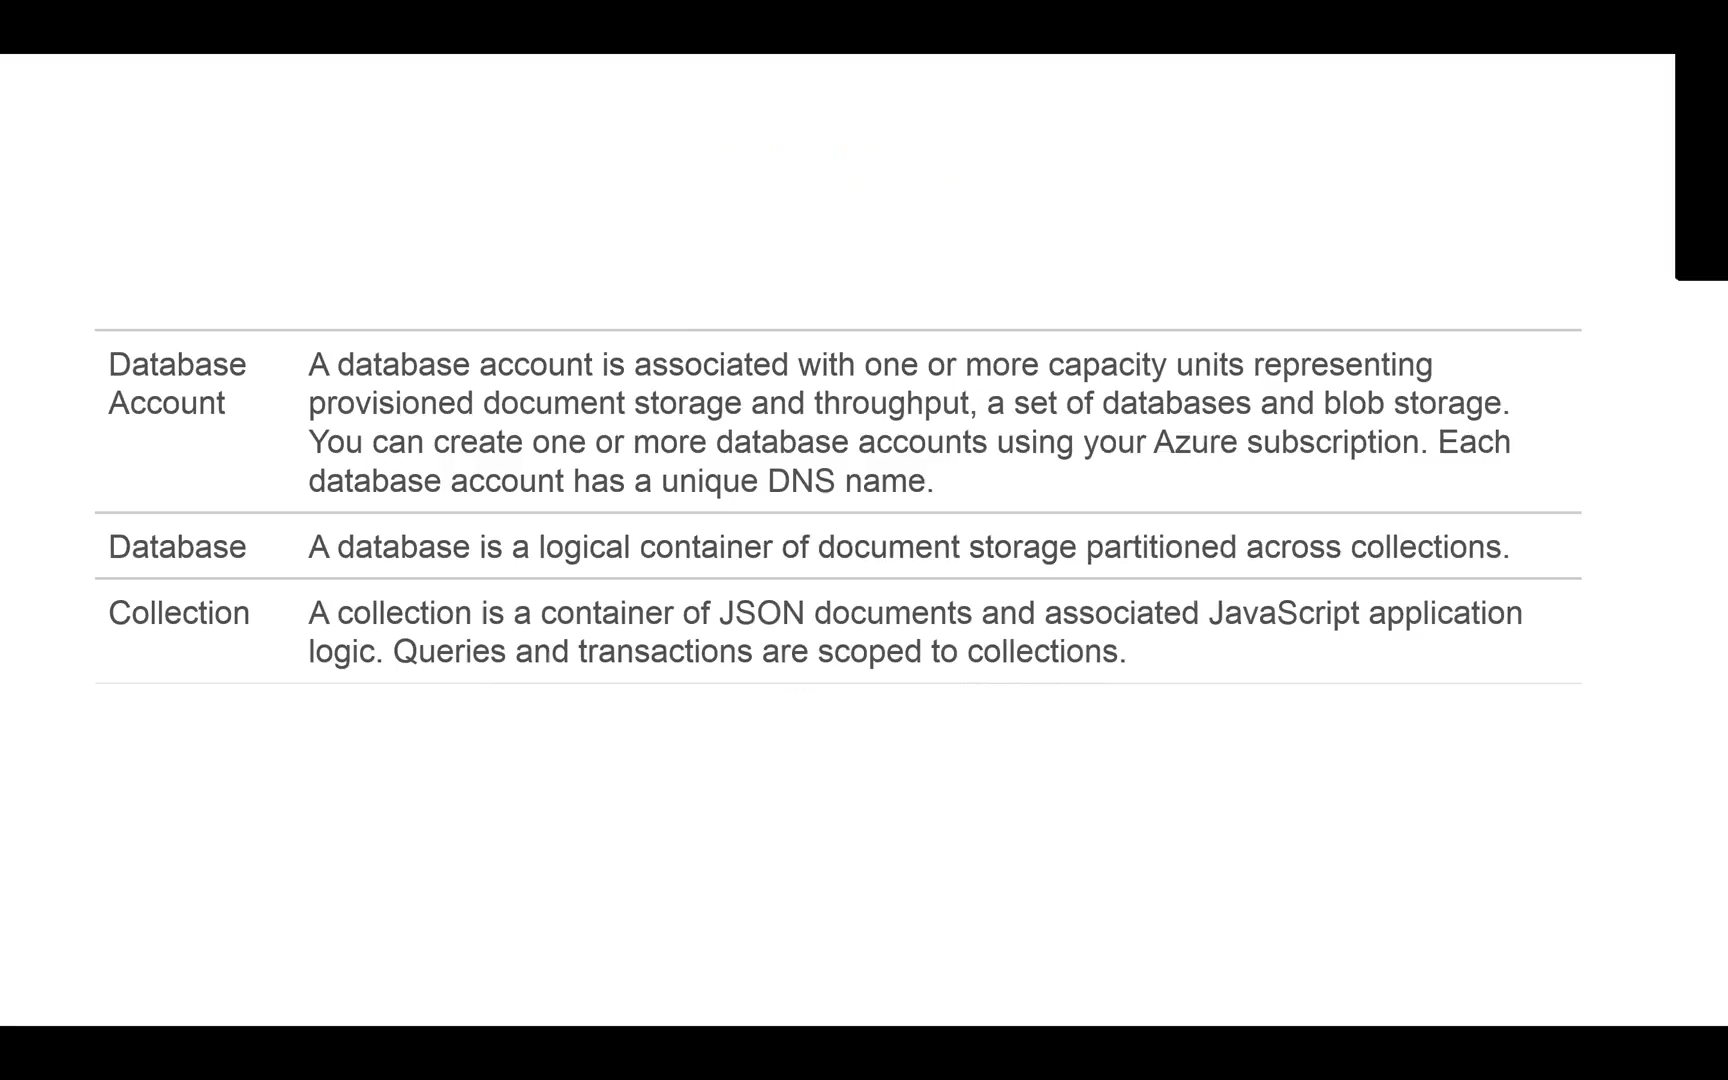 Database
Account
A database account is associated with one or more capacity units representing
provisioned document storage and throughput, a set of databases and blob storage.
You can create one or more database accounts using your Azure subscription. Each
database account has a unique DNS name.
Database
A database is a logical container of document storage partitioned across collections.
Collection
A collection is a container of JSON documents and associated JavaScript application
logic. Queries and transactions are scoped to collections.